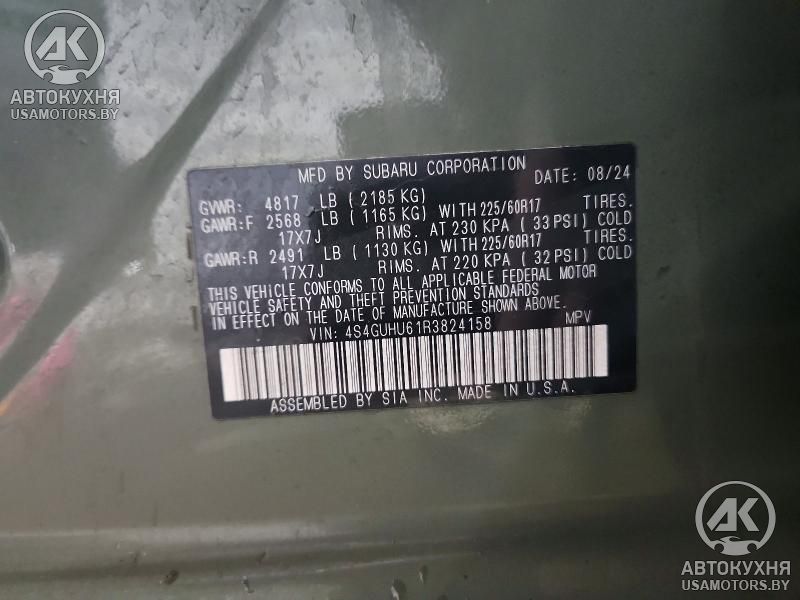 AK
АВТОКУХНЯ
USAMOTORS.BY
MFD BY SUBARU CORPORATION DATE: 08/24
GVWR: 4817 LB ( 2185 KG)
GAWR:F 2568 LB ( 1165 KG) WITH 225/60R17 TIRES.
17X7J RIMS. AT 230 KPA ( 33 PSI) COLD
GAWR:R 2491 LB ( 1130 KG) WITH 225/60R17 TIRES.
17X7J RIMS. AT 220 KPA ( 32 PSI) COLD
THIS VEHICLE CONFORMS TO ALL APPLICABLE FEDERAL MOTOR
VEHICLE SAFETY AND THEFT PREVENTION STANDARDS
IN EFFECT ON THE DATE OF MANUFACTURE SHOWN ABOVE.
VIN: 4S4GUHU61R3824158 MPV
ASSEMBLED BY SIA INC. MADE IN U.S.A.
AK
АВТОКУХНЯ
USAMOTORS.BY